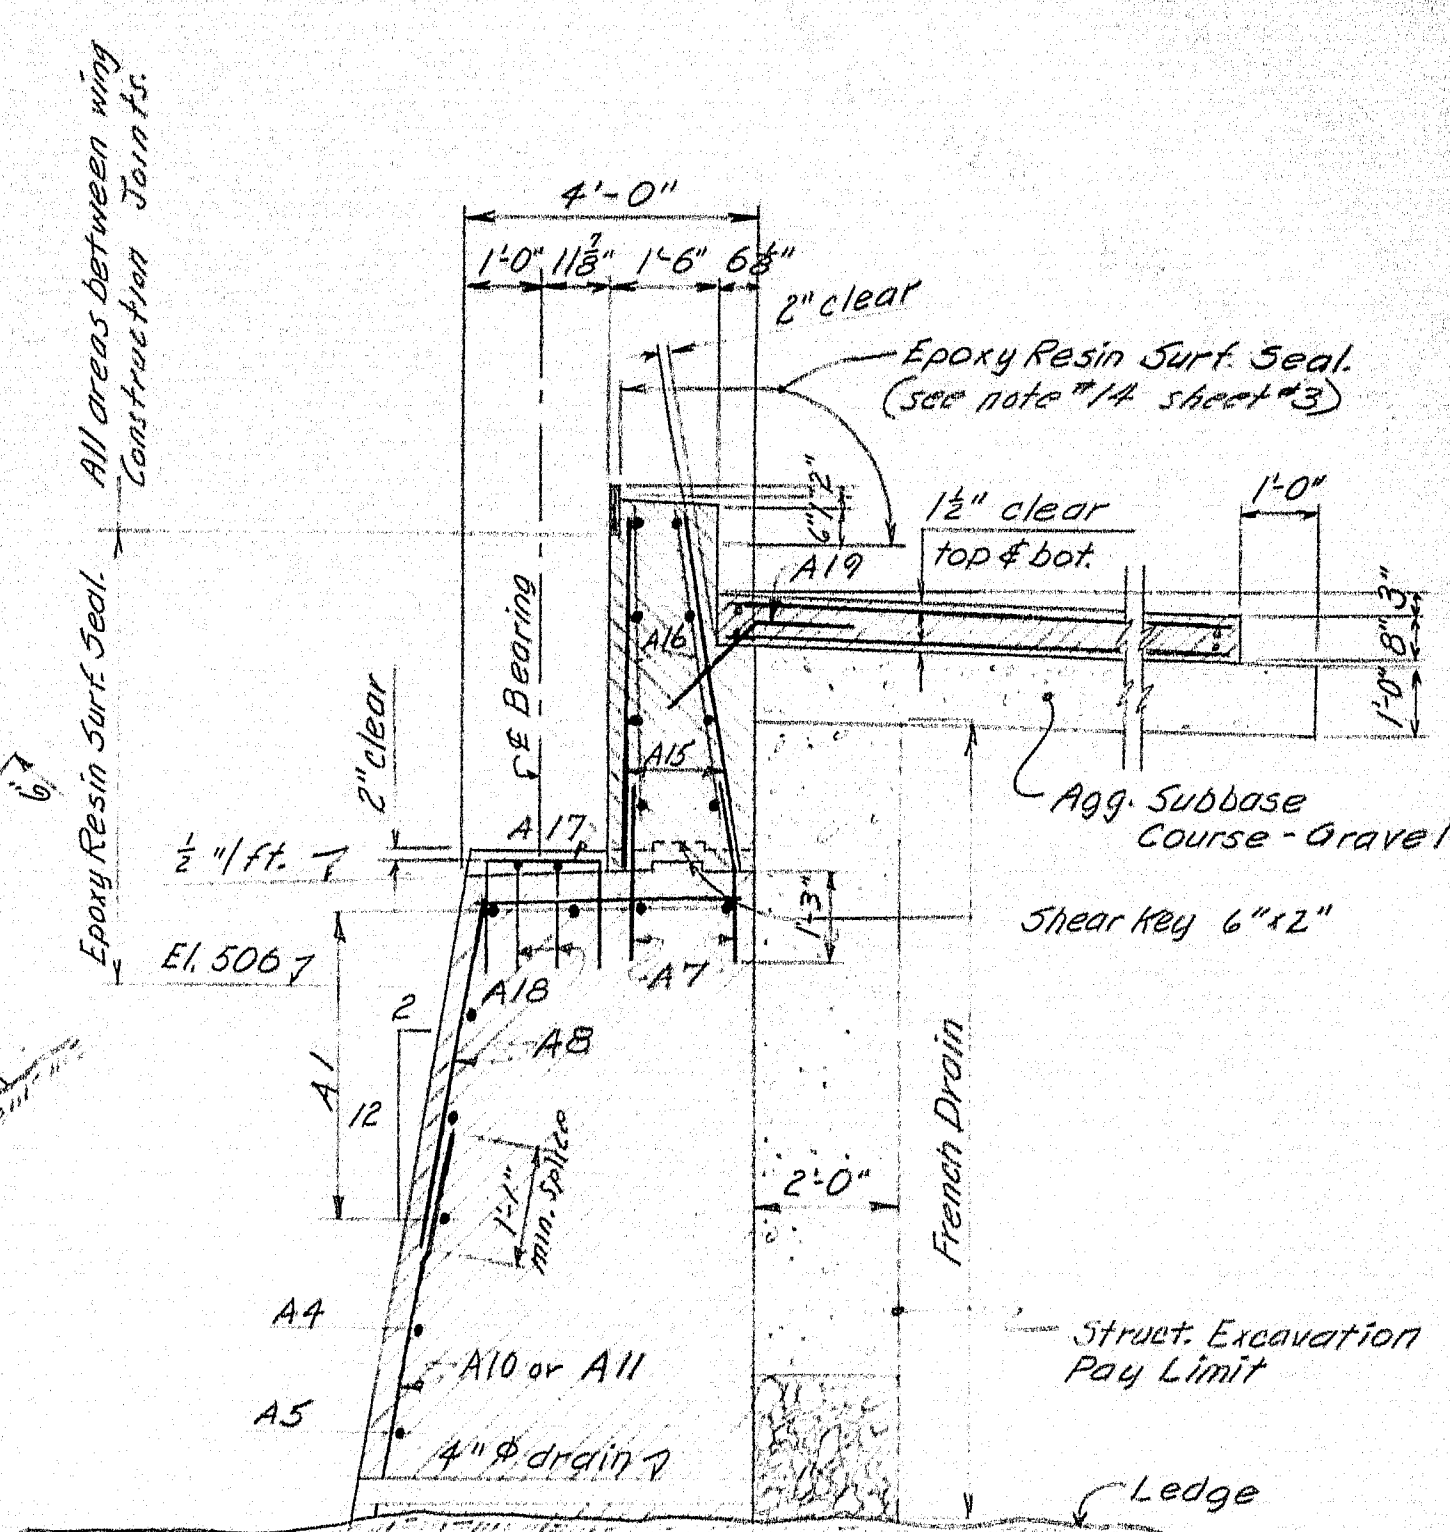 All areas between wing
Construction Joints.
Epoxy Resin Surf. Seal.
4'-0"
1'-0" 11 7/8" 1'-6" 6 1/8"
2" clear
Epoxy Resin Surf. Seal.
(see note #14 sheet #3)
6" 1/2"
1 1/2" clear
top & bot.
1'-0"
A19
3"
8"
1'-0"
A16
℄ Bearing
2" clear
6"
A15
Agg. Subbase
Course - Gravel
A17
1/2 "/ft.
1'-3"
Shear Key 6"x2"
El. 506
A18
A7
2
12
A8
A1
1'-1"
min. splice
2'-0"
French Drain
A4
Struct. Excavation
Pay Limit
A10 or A11
A5
4" Ø drain
Ledge